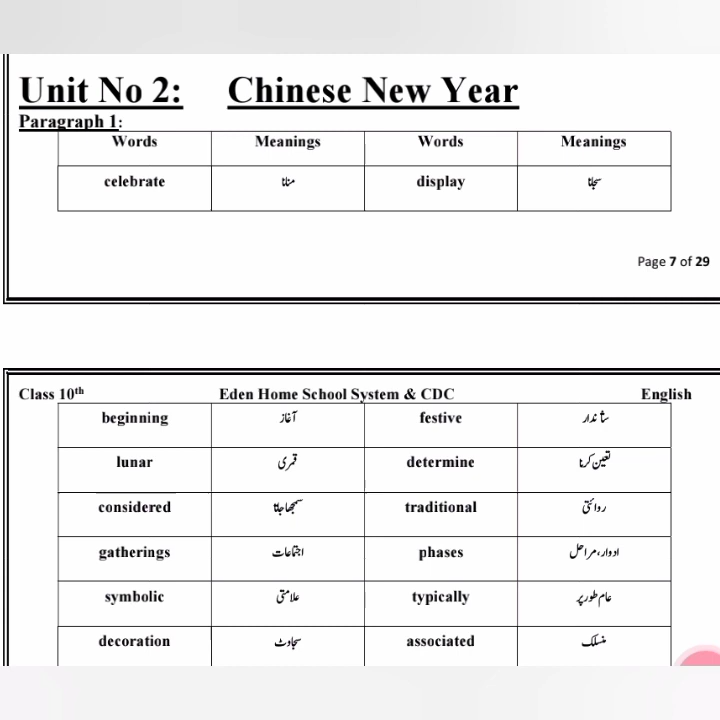 Unit No 2: Chinese New Year
Paragraph 1:
Words Meanings Words Meanings
celebrate منانا display سجانا
Page 7 of 29
Class 10th Eden Home School System & CDC English
beginning آغاز festive شاندار
lunar قمری determine تعین کرنا
considered سمجھا جانا traditional روائتی
gatherings اجتماعات phases ادوار،مراحل
symbolic علامتی typically عام طور پر
decoration سجاوٹ associated منسلک